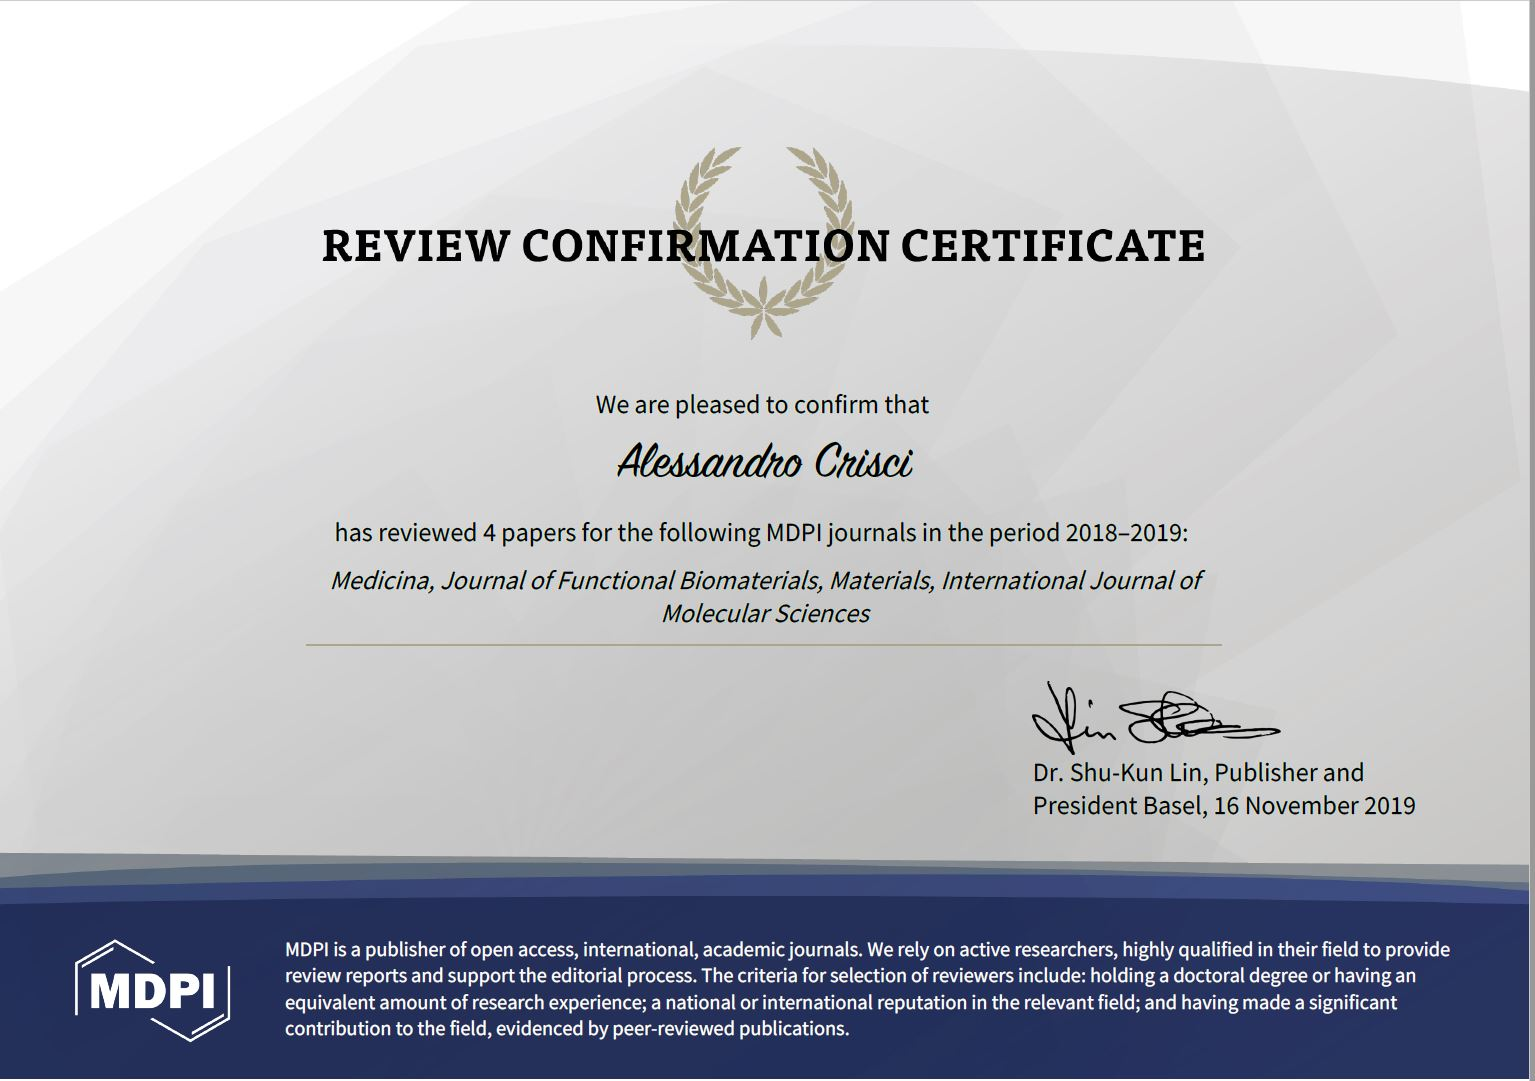 REVIEW CONFIRMATION CERTIFICATE
We are pleased to confirm that
Alessandro Crisci
has reviewed 4 papers for the following MDPI journals in the period 2018–2019:
Medicina, Journal of Functional Biomaterials, Materials, International Journal of
Molecular Sciences
Dr. Shu-Kun Lin, Publisher and
President Basel, 16 November 2019
MDPI
MDPI is a publisher of open access, international, academic journals. We rely on active researchers, highly qualified in their field to provide
review reports and support the editorial process. The criteria for selection of reviewers include: holding a doctoral degree or having an
equivalent amount of research experience; a national or international reputation in the relevant field; and having made a significant
contribution to the field, evidenced by peer-reviewed publications.